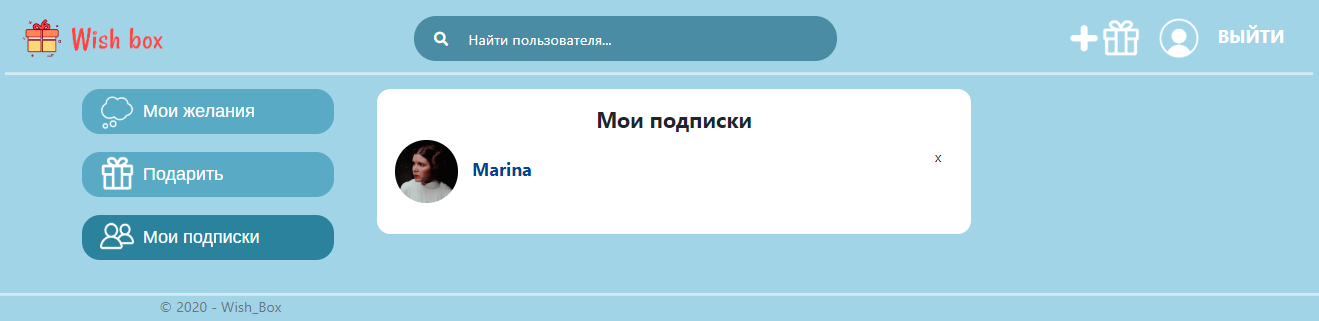 Wish box
Найти пользователя...
ВЫЙТИ
Мои желания
Подарить
Мои подписки
Мои подписки
Marina
x
© 2020 - Wish_Box